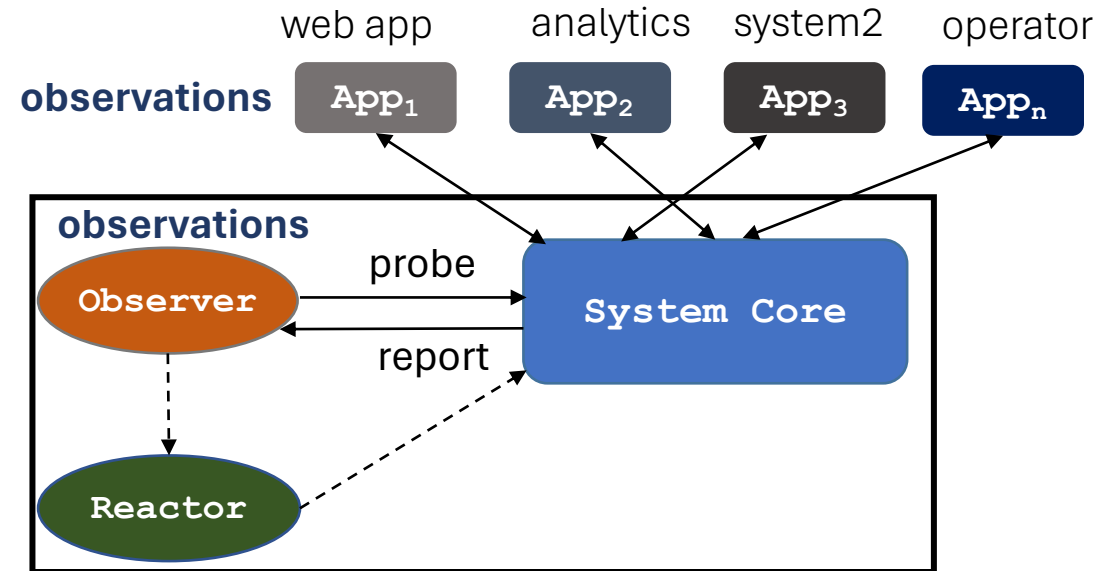 web app
analytics
system2
operator
observations
App₁
App₂
App₃
Appₙ
observations
Observer
probe
report
System Core
Reactor